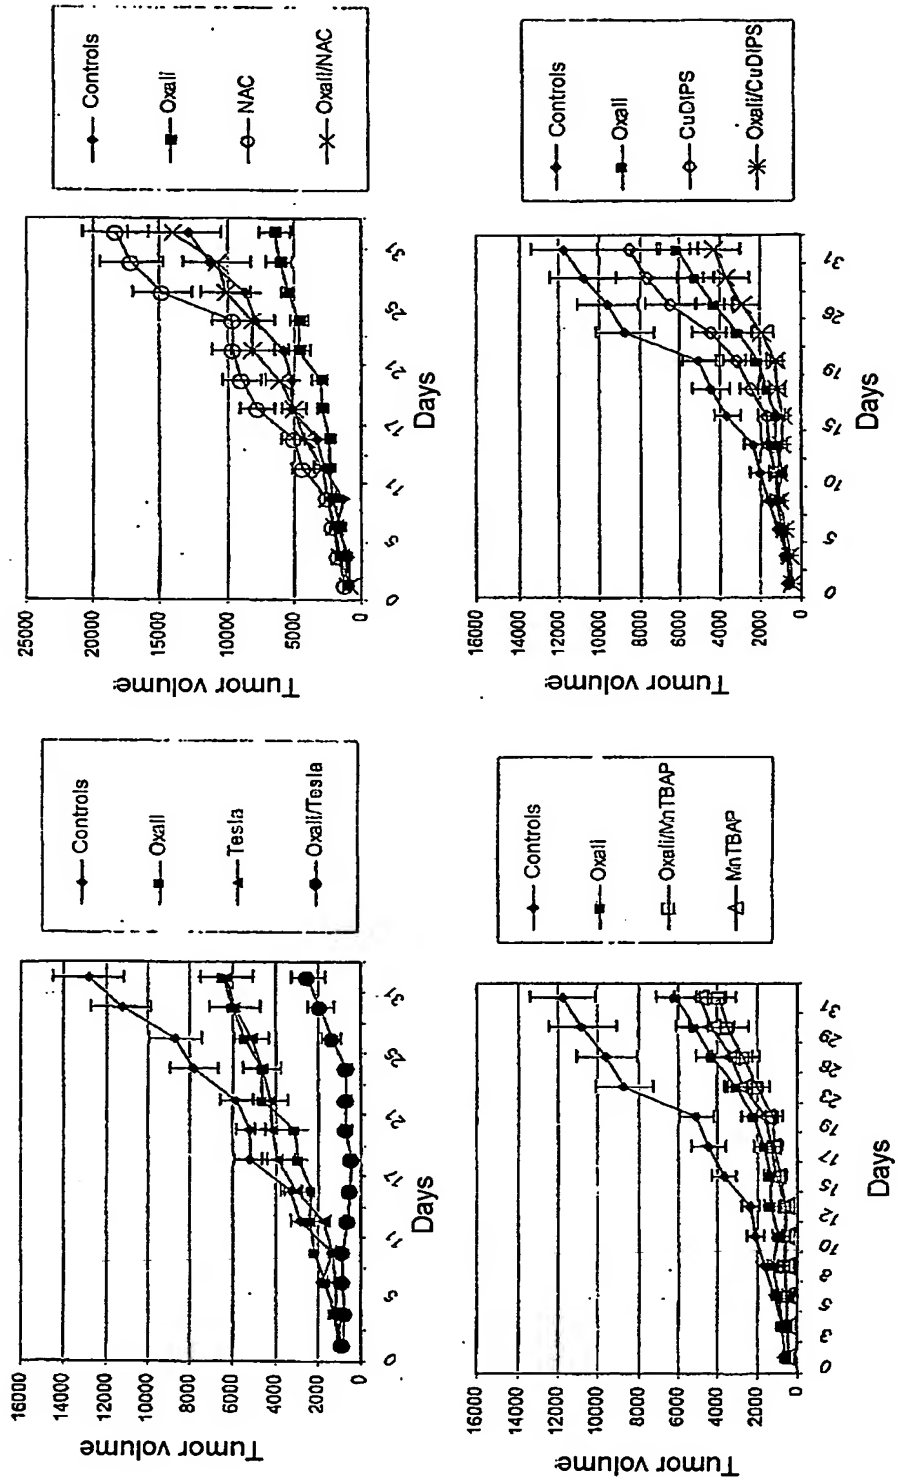 Tumor volume
16000
14000
12000
10000
8000
6000
4000
2000
0
0 5 11 17 21 25 31
Days
Controls
Oxali
Tesla
Oxali/Tesla
Tumor volume
25000
20000
15000
10000
5000
0
0 5 11 17 21 25 31
Days
Controls
Oxali
NAC
Oxali/NAC
Tumor volume
16000
14000
12000
10000
8000
6000
4000
2000
0
0 3 5 8 10 12 15 17 19 23 26 29 31
Days
Controls
Oxali
Oxali/MnTBAP
MnTBAP
Tumor volume
16000
14000
12000
10000
8000
6000
4000
2000
0
0 5 10 15 19 26 31
Days
Controls
Oxali
CuDIPS
Oxali/CuDIPS